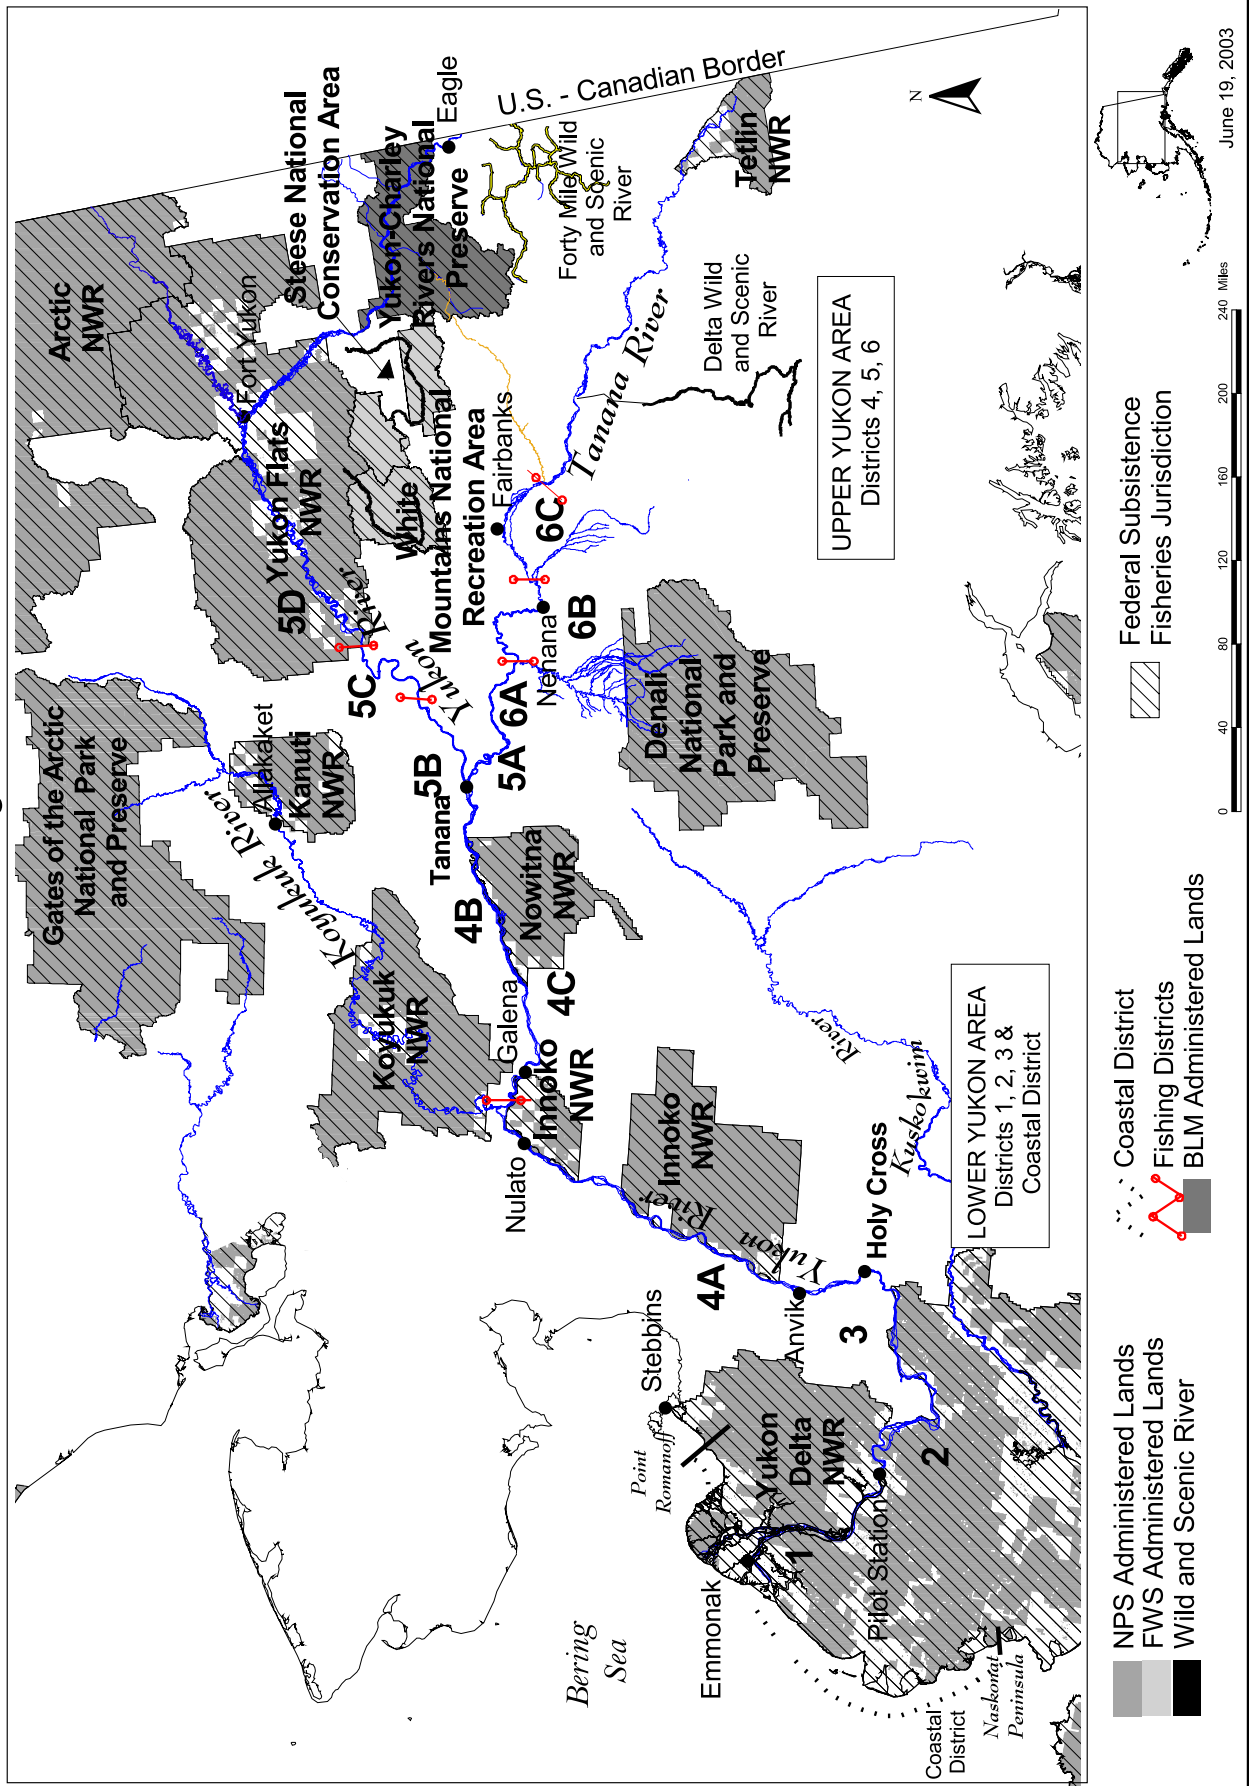 Gates of the Arctic
National Park
and Preserve
Arctic
NWR
Steese National
Conservation Area
Fort Yukon
Yukon-Charley
Rivers National
Preserve
Eagle
U.S. - Canadian Border
Yukon Flats
NWR
5D
White
Mountains National
Recreation Area
Forty Mile Wild
and Scenic
River
Tetlin
NWR
N
Allakaket
Kanuti
NWR
Koyukuk River
Koyukuk
NWR
5C
Yukon
River
5B
Tanana
5A
6A
Nenana
6B
Fairbanks
6C
Tanana River
Delta Wild
and Scenic
River
Denali
National
Park and
Preserve
4B
Nowitna
NWR
4C
Galena
Innoko
NWR
Nulato
Innoko
NWR
Yukon
River
4A
Anvik
Holy Cross
3
Kuskokwim
River
Stebbins
Point
Romanoff
Yukon
Delta
NWR
2
1
Pilot Station
Emmonak
Bering
Sea
Coastal
District
Naskonat
Peninsula
UPPER YUKON AREA
Districts 4, 5, 6
LOWER YUKON AREA
Districts 1, 2, 3 &
Coastal District
NPS Administered Lands
FWS Administered Lands
Wild and Scenic River
Coastal District
Fishing Districts
BLM Administered Lands
Federal Subsistence
Fisheries Jurisdiction
0 40 80 120 160 200 240 Miles
June 19, 2003